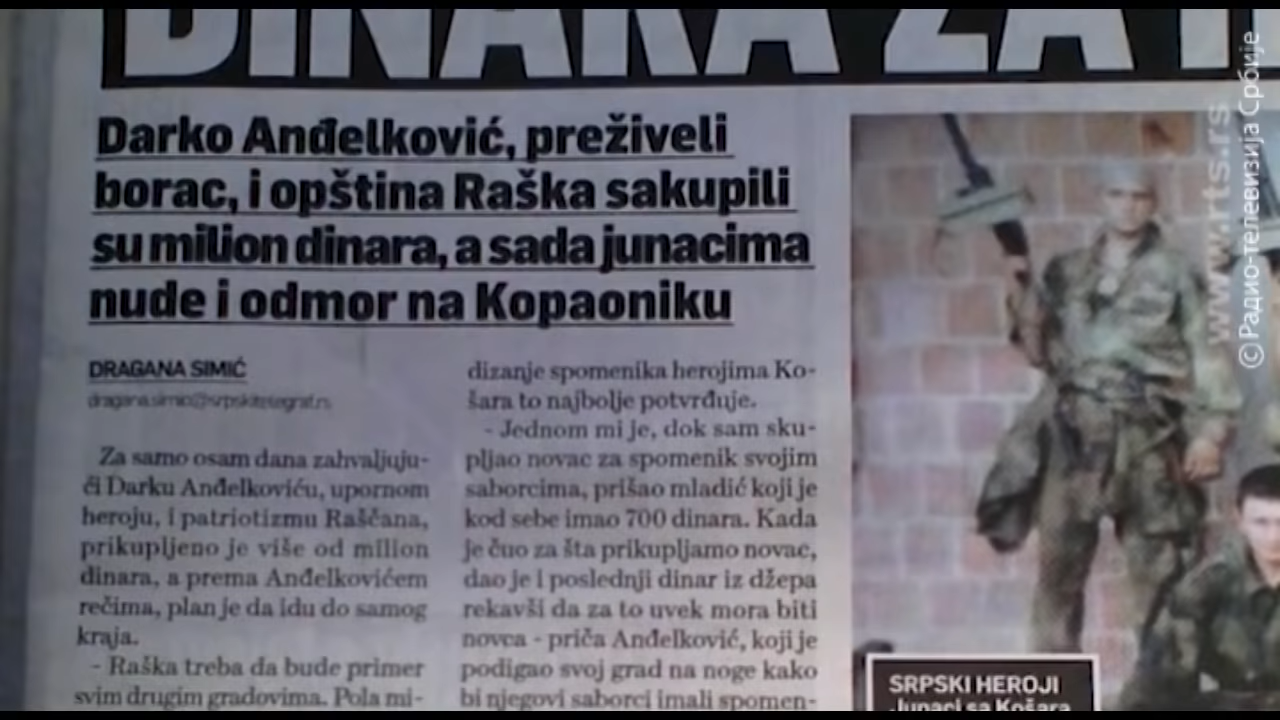 DINARA ZA
Darko Anđelković, preživeli
borac, i opština Raška sakupili
su milion dinara, a sada junacima
nude i odmor na Kopaoniku
DRAGANA SIMIĆ
dragana.simic@srpskitelegraf.rs
Za samo osam dana zahvaljuju-
ći Darku Anđelkoviću, upornom
heroju, i patriotizmu Raščana,
prikupljeno je više od milion
dinara, a prema Anđelkovićem
rečima, plan je da idu do samog
kraja.
- Raška treba da bude primer
svim drugim gradovima. Pola mi-
dizanje spomenika herojima Ko-
šara to najbolje potvrđuje.
- Jednom mi je, dok sam sku-
pljao novac za spomenik svojim
saborcima, prišao mladić koji je
kod sebe imao 700 dinara. Kada
je čuo za šta prikupljamo novac,
dao je i poslednji dinar iz džepa
rekavši da za to uvek mora biti
novca - priča Anđelković, koji je
podigao svoj grad na noge kako
bi njegovi saborci imali spomen-
SRPSKI HEROJI
Junaci sa Košara
www.rts.rs
© Радио-телевизија Србије